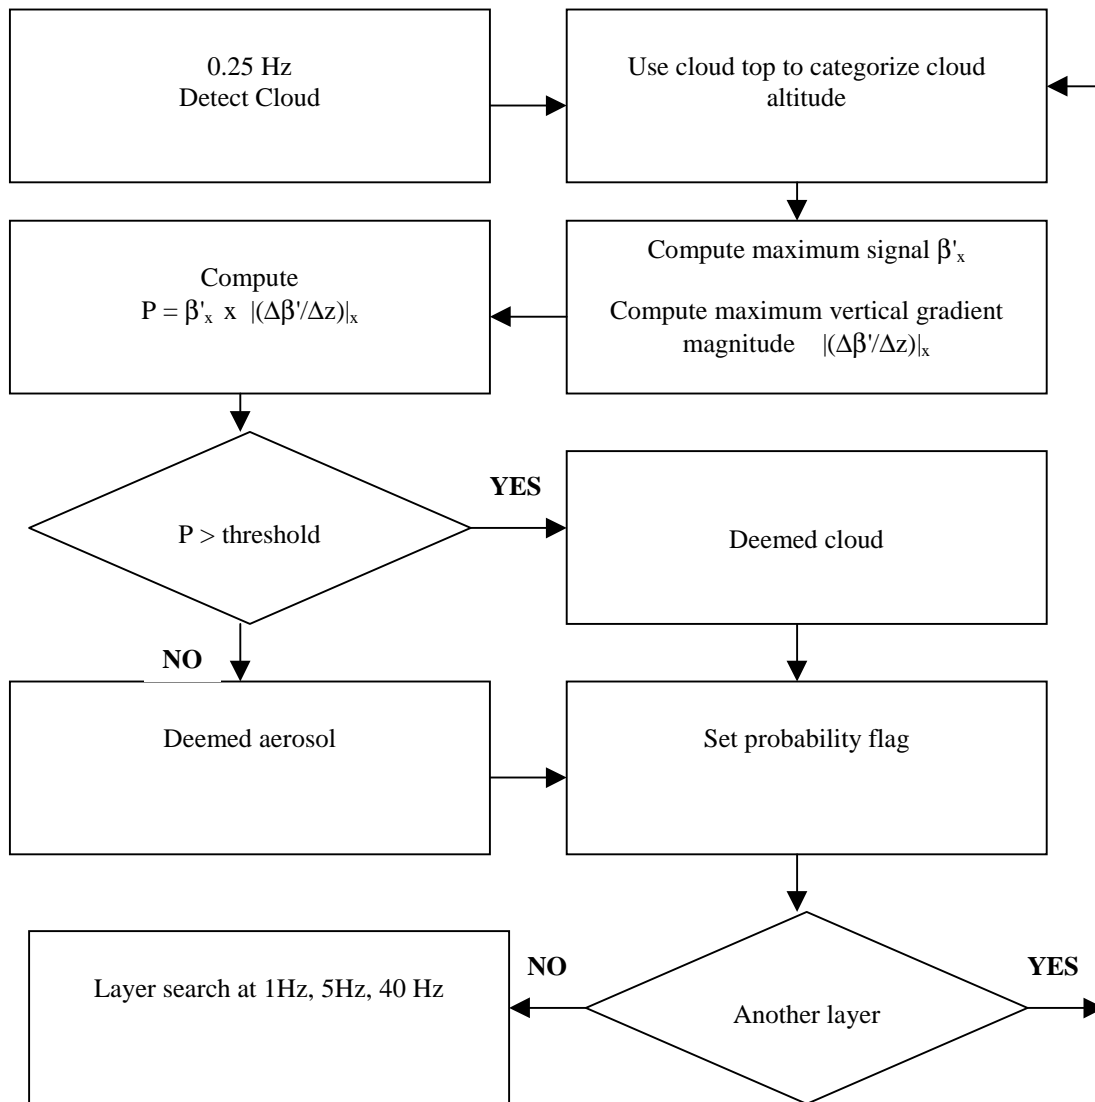 0.25 Hz
Detect Cloud
Use cloud top to categorize cloud
altitude
Compute maximum signal β'ₓ
Compute maximum vertical gradient
magnitude |(Δβ'/Δz)|ₓ
Compute
P = β'ₓ x |(Δβ'/Δz)|ₓ
P > threshold
YES
Deemed cloud
NO
Deemed aerosol
Set probability flag
Another layer
NO
YES
Layer search at 1Hz, 5Hz, 40 Hz